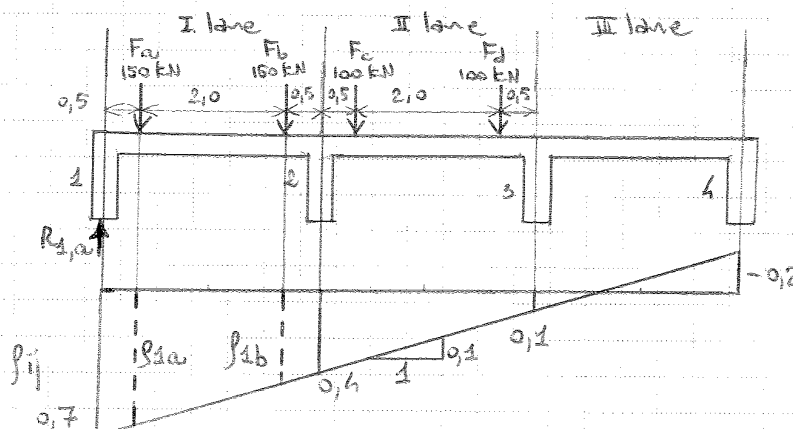 I lane II lane III lane
Fa Fb Fc Fd
150 kN 150 kN 100 kN 100 kN
0,5 2,0 0,5 0,5 2,0 0,5
1 2 3 4
R1,a
-0,2
ρij ρ1a ρ1b 0,1 0,1
1
0,4
0,7